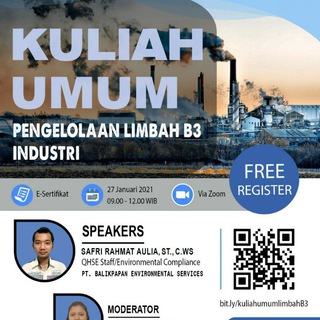 KULIAH
UMUM
PENGELOLAAN LIMBAH B3
INDUSTRI
FREE
REGISTER
E-Sertifikat
27 Januari 2021
09.00 - 12.00 WIB
Via Zoom
SPEAKERS
SAFRI RAHMAT AULIA, ST., C.WS
QHSE Staff/Environmental Compliance
PT. BALIKPAPAN ENVIRONMENTAL SERVICES
bit.ly/kuliahumumlimbahB3
MODERATOR